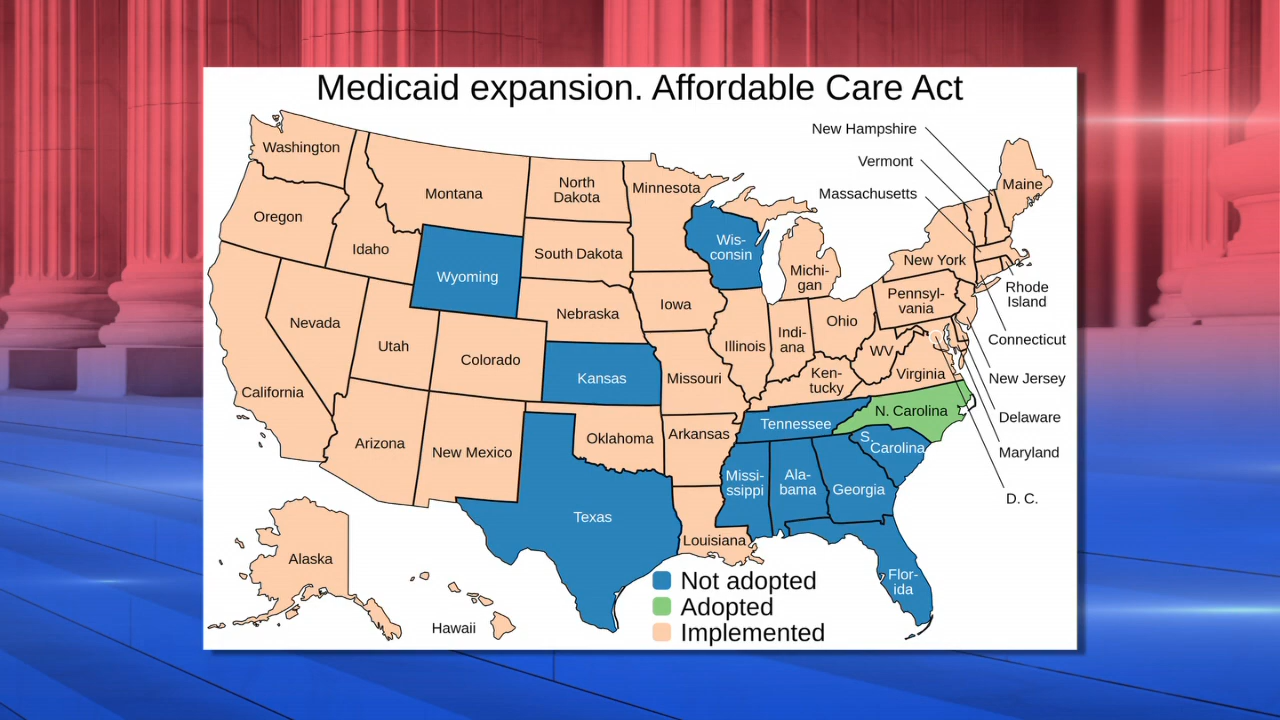 Medicaid expansion. Affordable Care Act
New Hampshire
Vermont
Massachusetts
Washington
Montana
North
Dakota
Minnesota
Maine
Oregon
Idaho
Wyoming
South Dakota
Wis-
consin
Michi-
gan
New York
Rhode
Island
Nevada
Utah
Colorado
Nebraska
Iowa
Illinois
Indi-
ana
Ohio
Pennsyl-
vania
Connecticut
WV
Virginia
New Jersey
California
Kansas
Missouri
Ken-
tucky
Delaware
Arizona
New Mexico
Oklahoma
Arkansas
Tennessee
N. Carolina
S.
Carolina
Maryland
Texas
Missi-
ssippi
Ala-
bama
Georgia
D. C.
Louisiana
Flor-
ida
Alaska
Hawaii
Not adopted
Adopted
Implemented